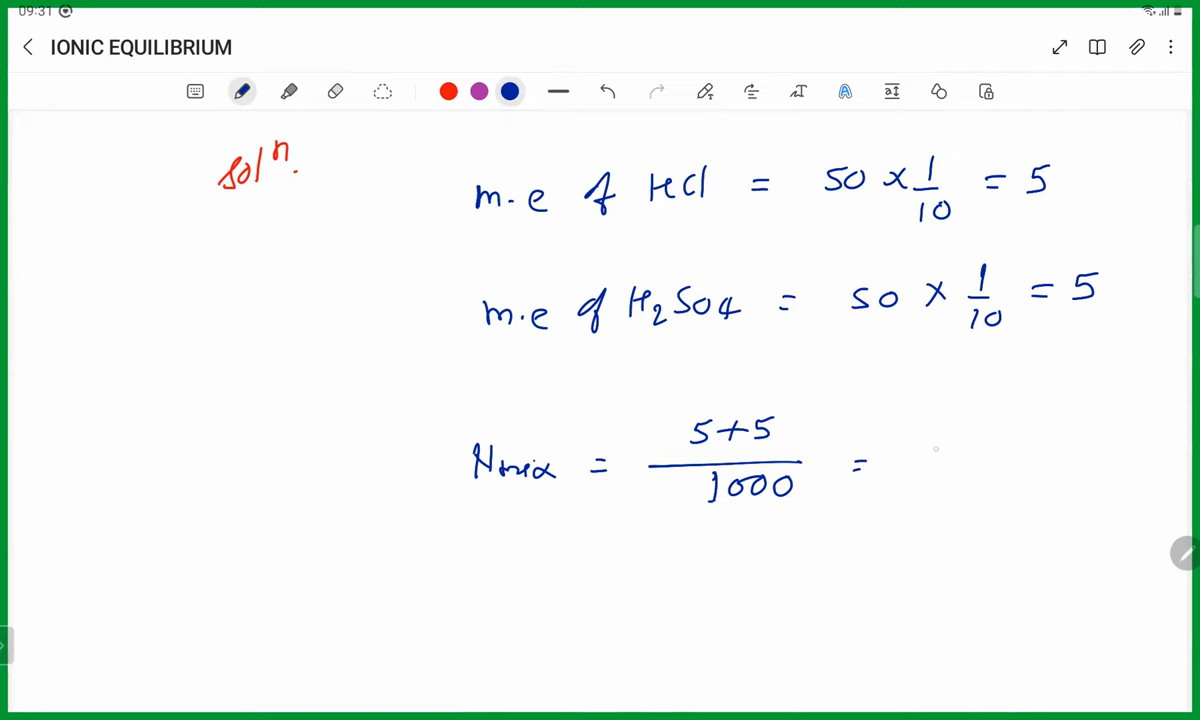 09:31
IONIC EQUILIBRIUM
solⁿ.
m.e of HCl = 50 × 1/10 = 5
m.e of H₂SO₄ = 50 × 1/10 = 5
Nmix = 5+5/1000 =